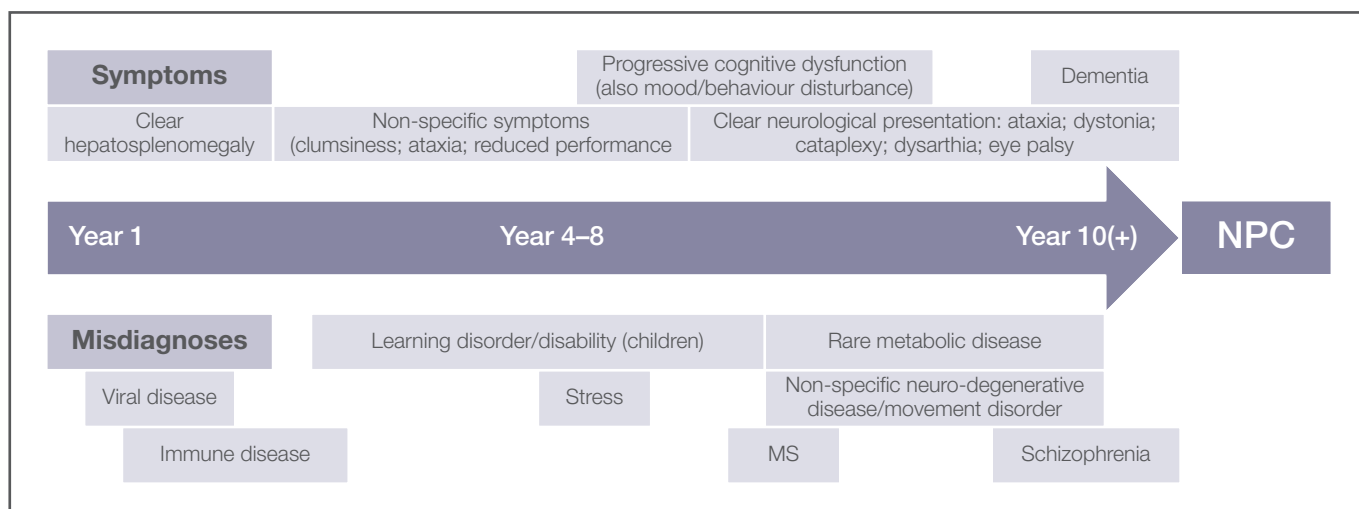 Symptoms
Progressive cognitive dysfunction
(also mood/behaviour disturbance)
Dementia
Clear
hepatosplenomegaly
Non-specific symptoms
(clumsiness; ataxia; reduced performance
Clear neurological presentation: ataxia; dystonia;
cataplexy; dysarthia; eye palsy
Year 1
Year 4–8
Year 10(+)
NPC
Misdiagnoses
Learning disorder/disability (children)
Rare metabolic disease
Viral disease
Stress
Non-specific neuro-degenerative
disease/movement disorder
Immune disease
MS
Schizophrenia